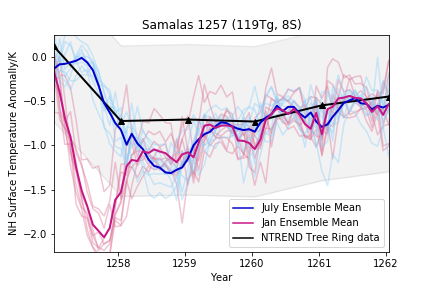 Samalas 1257 (119Tg, 8S)
NH Surface Temperature Anomaly/K
0.0
−0.5
−1.0
−1.5
−2.0
July Ensemble Mean
Jan Ensemble Mean
NTREND Tree Ring data
1258
1259
1260
1261
1262
Year